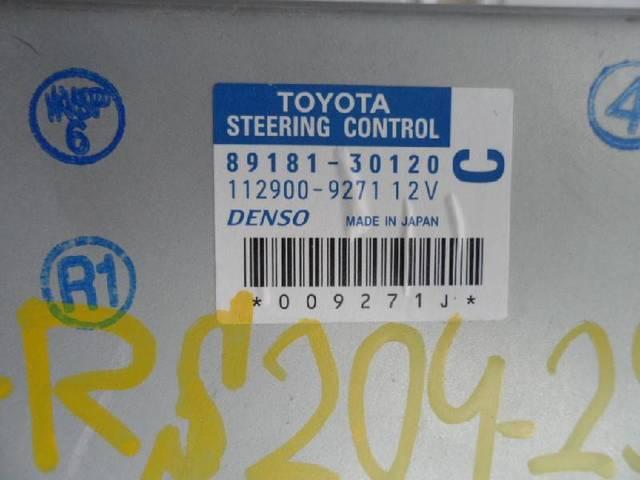 6
4
TOYOTA
STEERING CONTROL
89181-30120 C
112900-9271 12V
DENSO MADE IN JAPAN
*009271J*
R1
-RS204-2